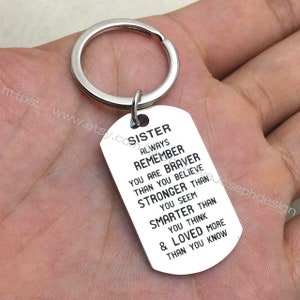 SISTER
ALWAYS
REMEMBER
YOU ARE BRAVER
THAN YOU BELIEVE
STRONGER THAN
YOU SEEM
SMARTER THAN
YOU THINK
& LOVED MORE
THAN YOU KNOW